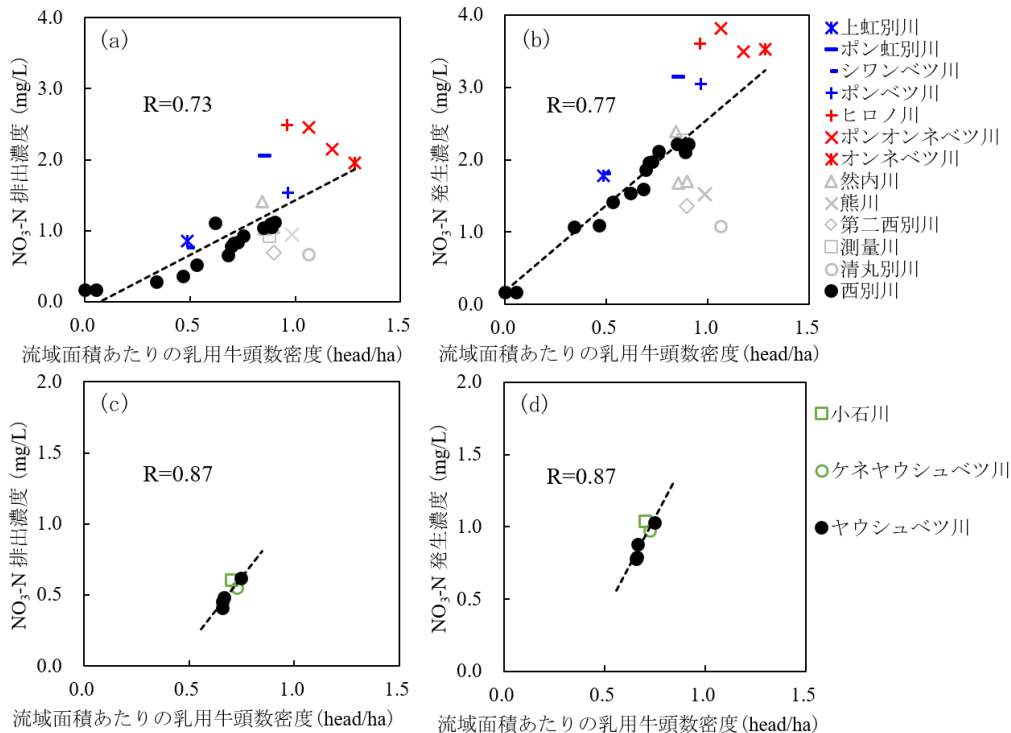 (a)
R=0.73
4.0
3.0
2.0
1.0
0.0
0.0 0.5 1.0 1.5
NO₃-N 排出濃度 (mg/L)
流域面積あたりの乳用牛頭数密度(head/ha)
(b)
R=0.77
4.0
3.0
2.0
1.0
0.0
0.0 0.5 1.0 1.5
NO₃-N 発生濃度 (mg/L)
流域面積あたりの乳用牛頭数密度(head/ha)
上虹別川
ポン虹別川
シワンベツ川
ポンベツ川
ヒロノ川
ポンオンネベツ川
オンネベツ川
然内川
熊川
第二西別川
測量川
清丸別川
西別川
(c)
R=0.87
2.0
1.5
1.0
0.5
0.0
0.0 0.5 1.0 1.5
NO₃-N 排出濃度 (mg/L)
流域面積あたりの乳用牛頭数密度(head/ha)
(d)
R=0.87
2.0
1.5
1.0
0.5
0.0
0.0 0.5 1.0 1.5
NO₃-N 発生濃度 (mg/L)
流域面積あたりの乳用牛頭数密度(head/ha)
小石川
ケネヤウシュベツ川
ヤウシュベツ川